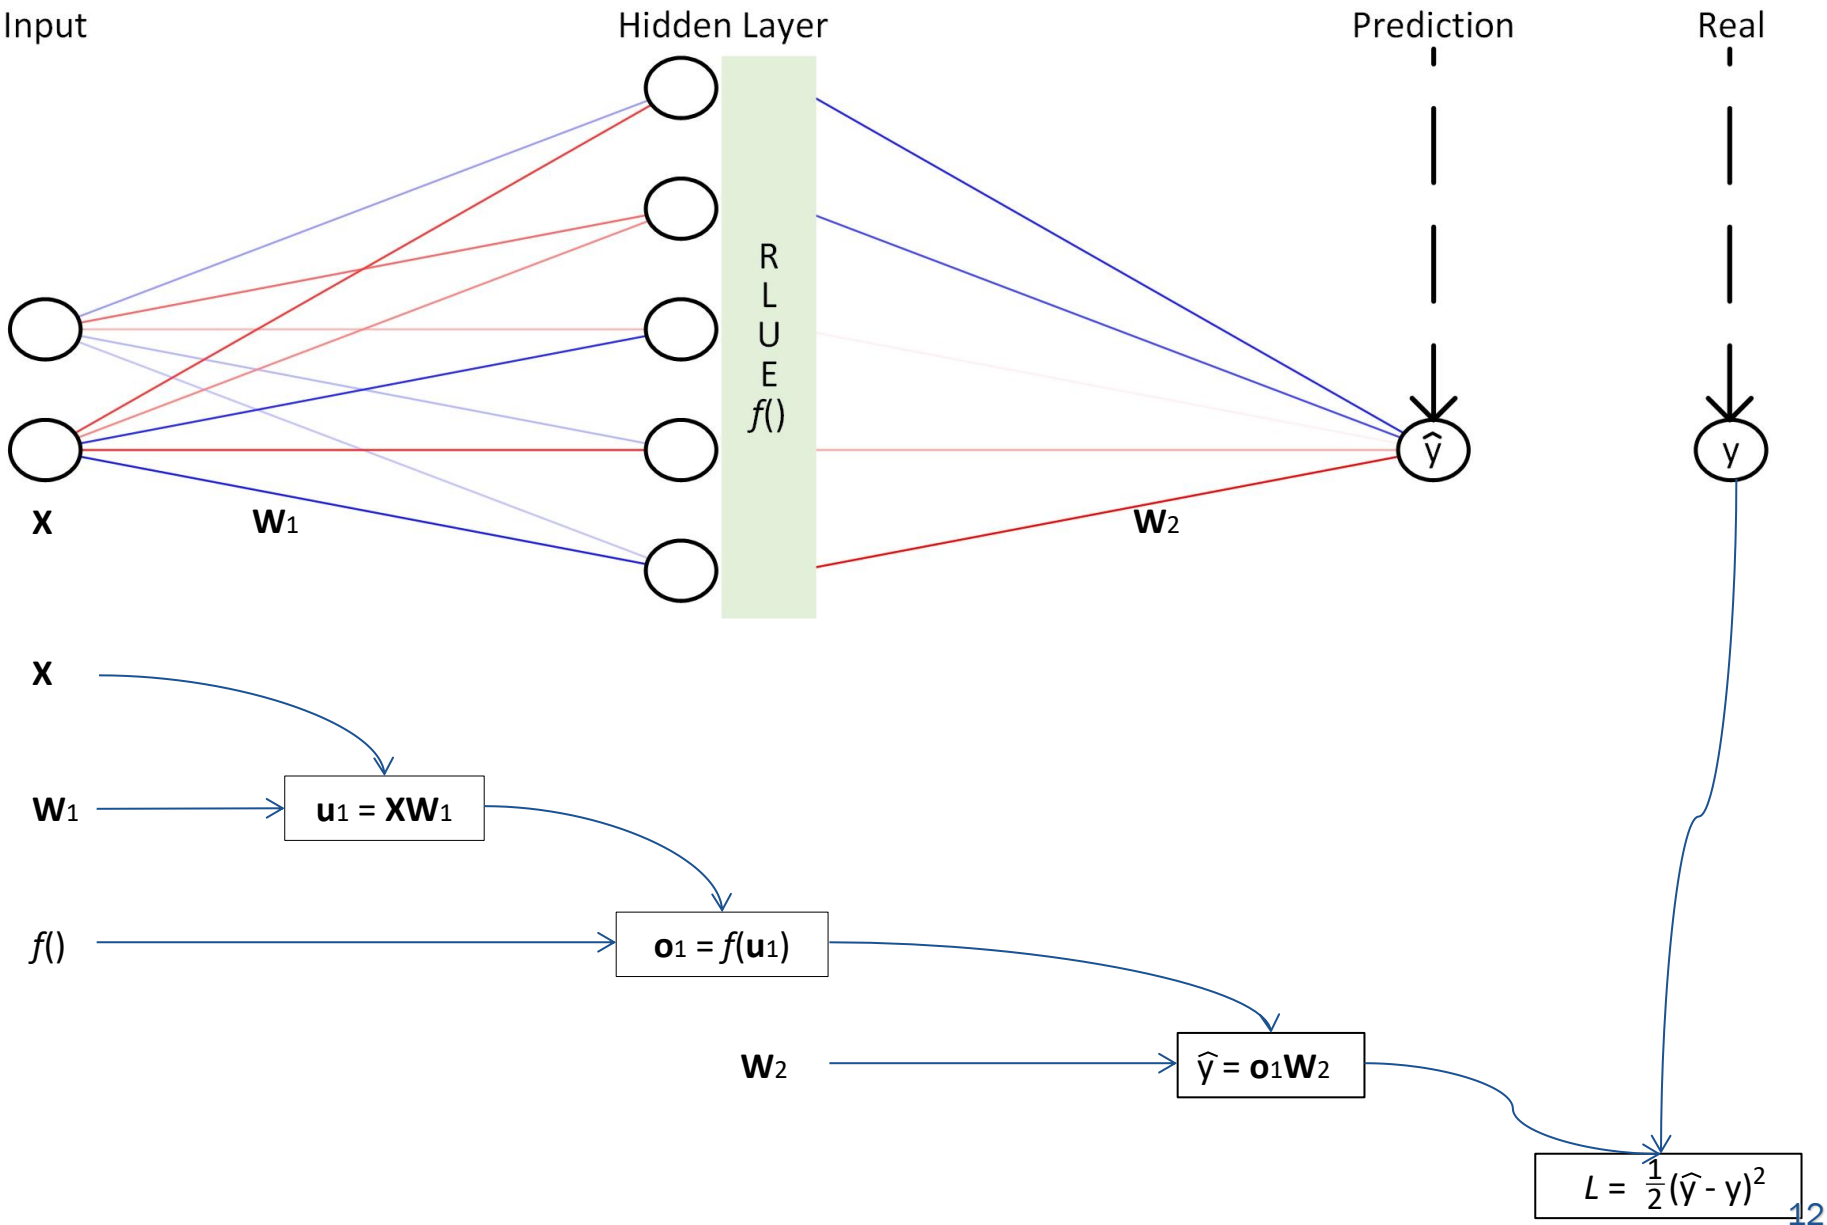 Input Hidden Layer Prediction Real
R
L
U
E
f()
ŷ y
X W1 W2
X
W1 u1 = XW1
f() o1 = f(u1)
W2 ŷ = o1W2
L = 1/2 (ŷ - y)²
12